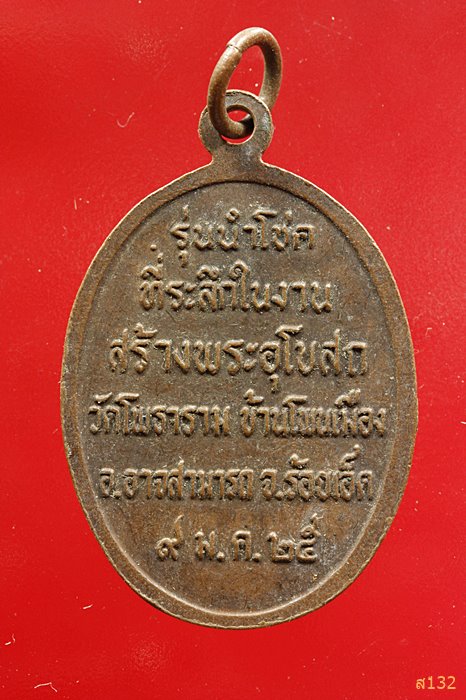 รุ่นนำโชค
ที่ระลึกในงาน
สร้างพระอุโบสถ
วัดโพธาราม บ้านโพนเมือง
อ.อาจสามารถ จ.ร้อยเอ็ด
๙ ม.ค. ๒๕
ส132